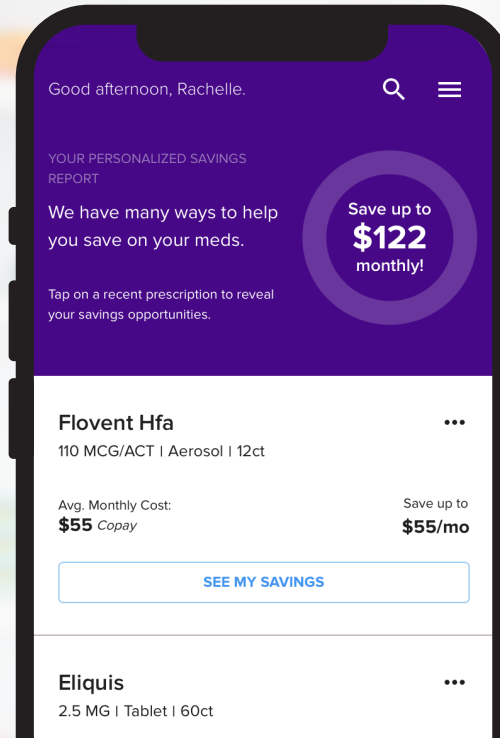 Good afternoon, Rachelle.
YOUR PERSONALIZED SAVINGS
REPORT
We have many ways to help
you save on your meds.
Tap on a recent prescription to reveal
your savings opportunities.
Save up to
$122
monthly!
Flovent Hfa
110 MCG/ACT | Aerosol | 12ct
Avg. Monthly Cost:
$55 Copay
Save up to
$55/mo
SEE MY SAVINGS
Eliquis
2.5 MG | Tablet | 60ct